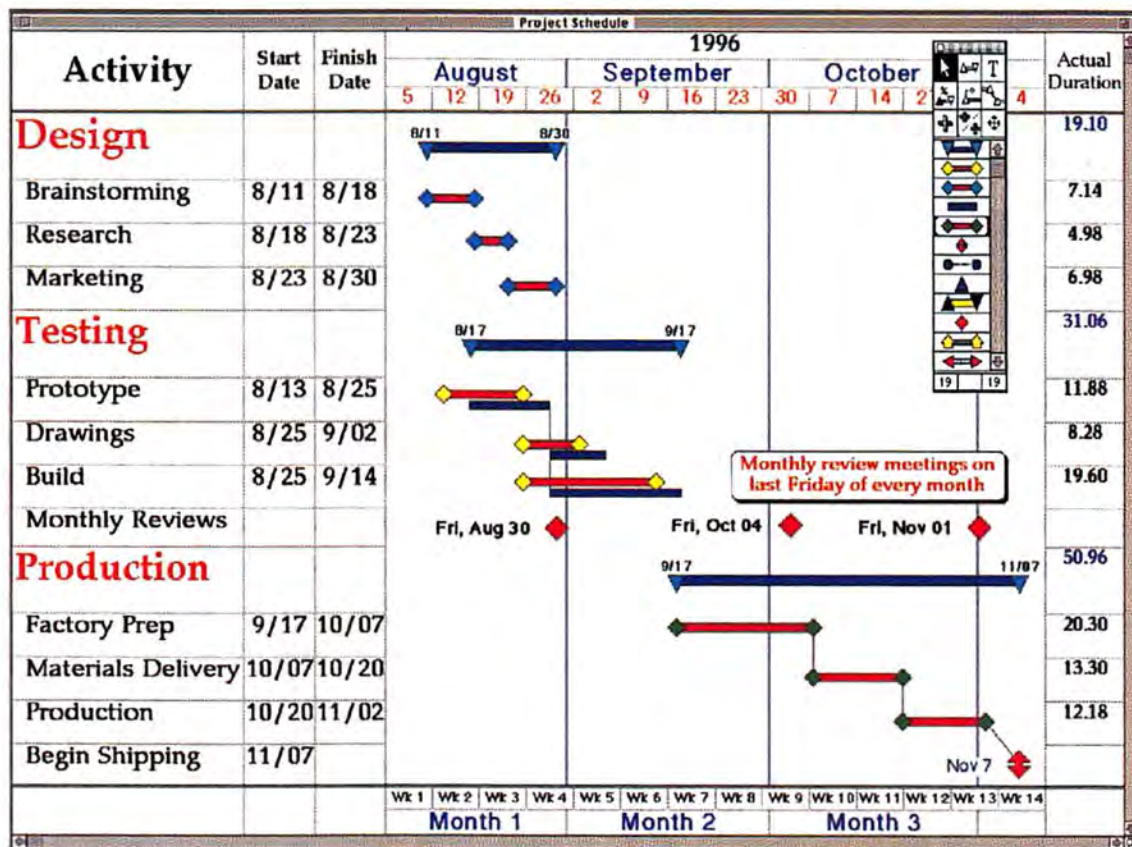 Project Schedule
Activity Start Date Finish Date 1996 Actual Duration
August September October
5 12 19 26 2 9 16 23 30 7 14 2 4
Design 8/11 8/30 19.10
Brainstorming 8/11 8/18 7.14
Research 8/18 8/23 4.98
Marketing 8/23 8/30 6.98
Testing 8/17 9/17 31.06
Prototype 8/13 8/25 11.88
Drawings 8/25 9/02 8.28
Build 8/25 9/14 19.60
Monthly review meetings on
last Friday of every month
Monthly Reviews Fri, Aug 30 Fri, Oct 04 Fri, Nov 01
Production 9/17 11/07 50.96
Factory Prep 9/17 10/07 20.30
Materials Delivery 10/07 10/20 13.30
Production 10/20 11/02 12.18
Begin Shipping 11/07 Nov 7
Wk 1 Wk 2 Wk 3 Wk 4 Wk 5 Wk 6 Wk 7 Wk 8 Wk 9 Wk 10 Wk 11 Wk 12 Wk 13 Wk 14
Month 1 Month 2 Month 3
T
19 19